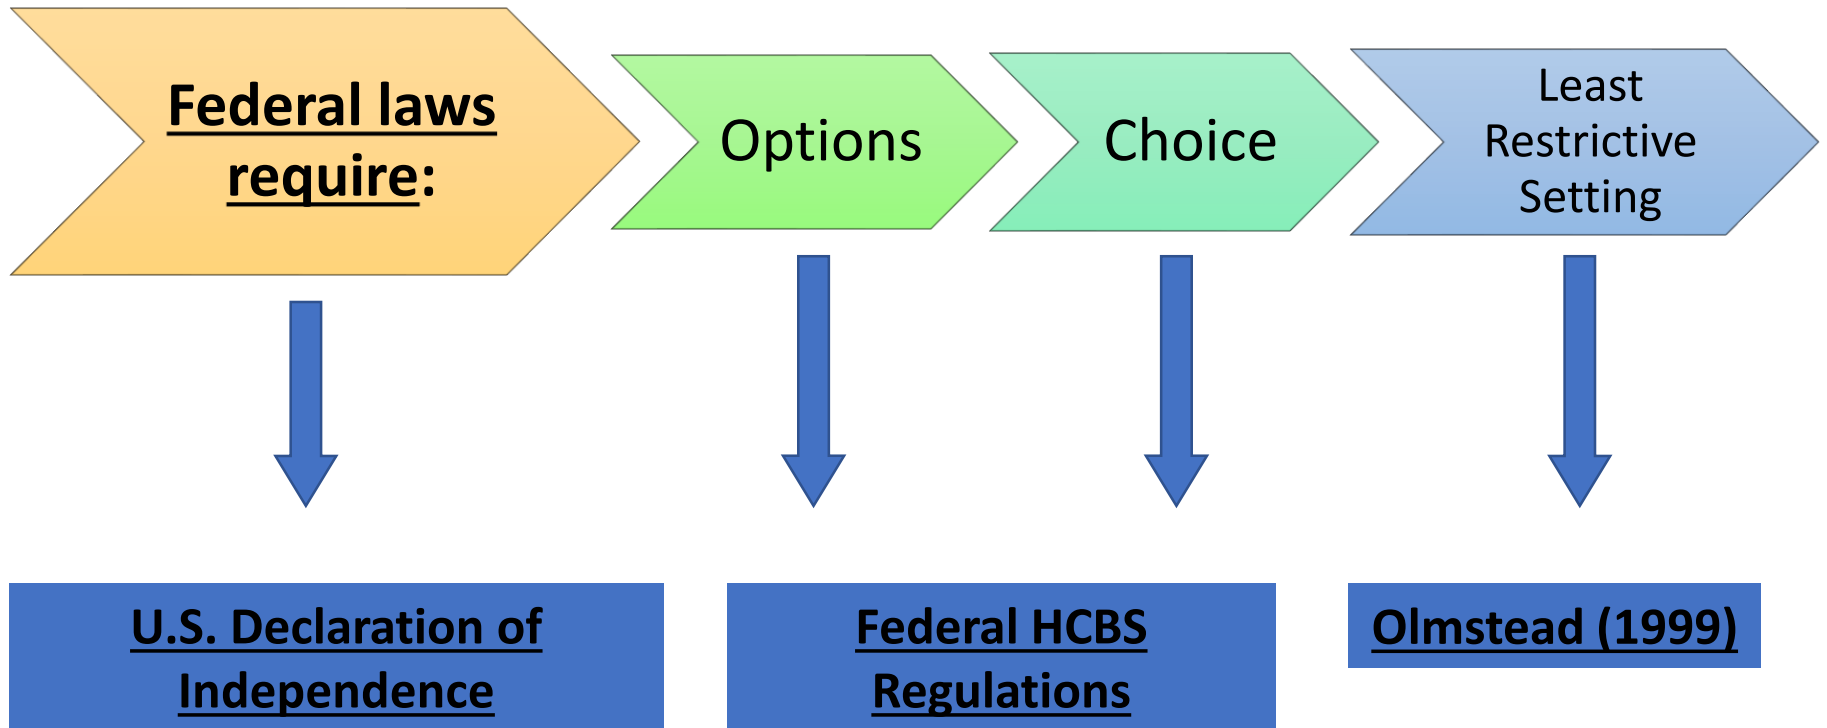 Federal laws
require:
Options
Choice
Least
Restrictive
Setting
U.S. Declaration of
Independence
Federal HCBS
Regulations
Olmstead (1999)